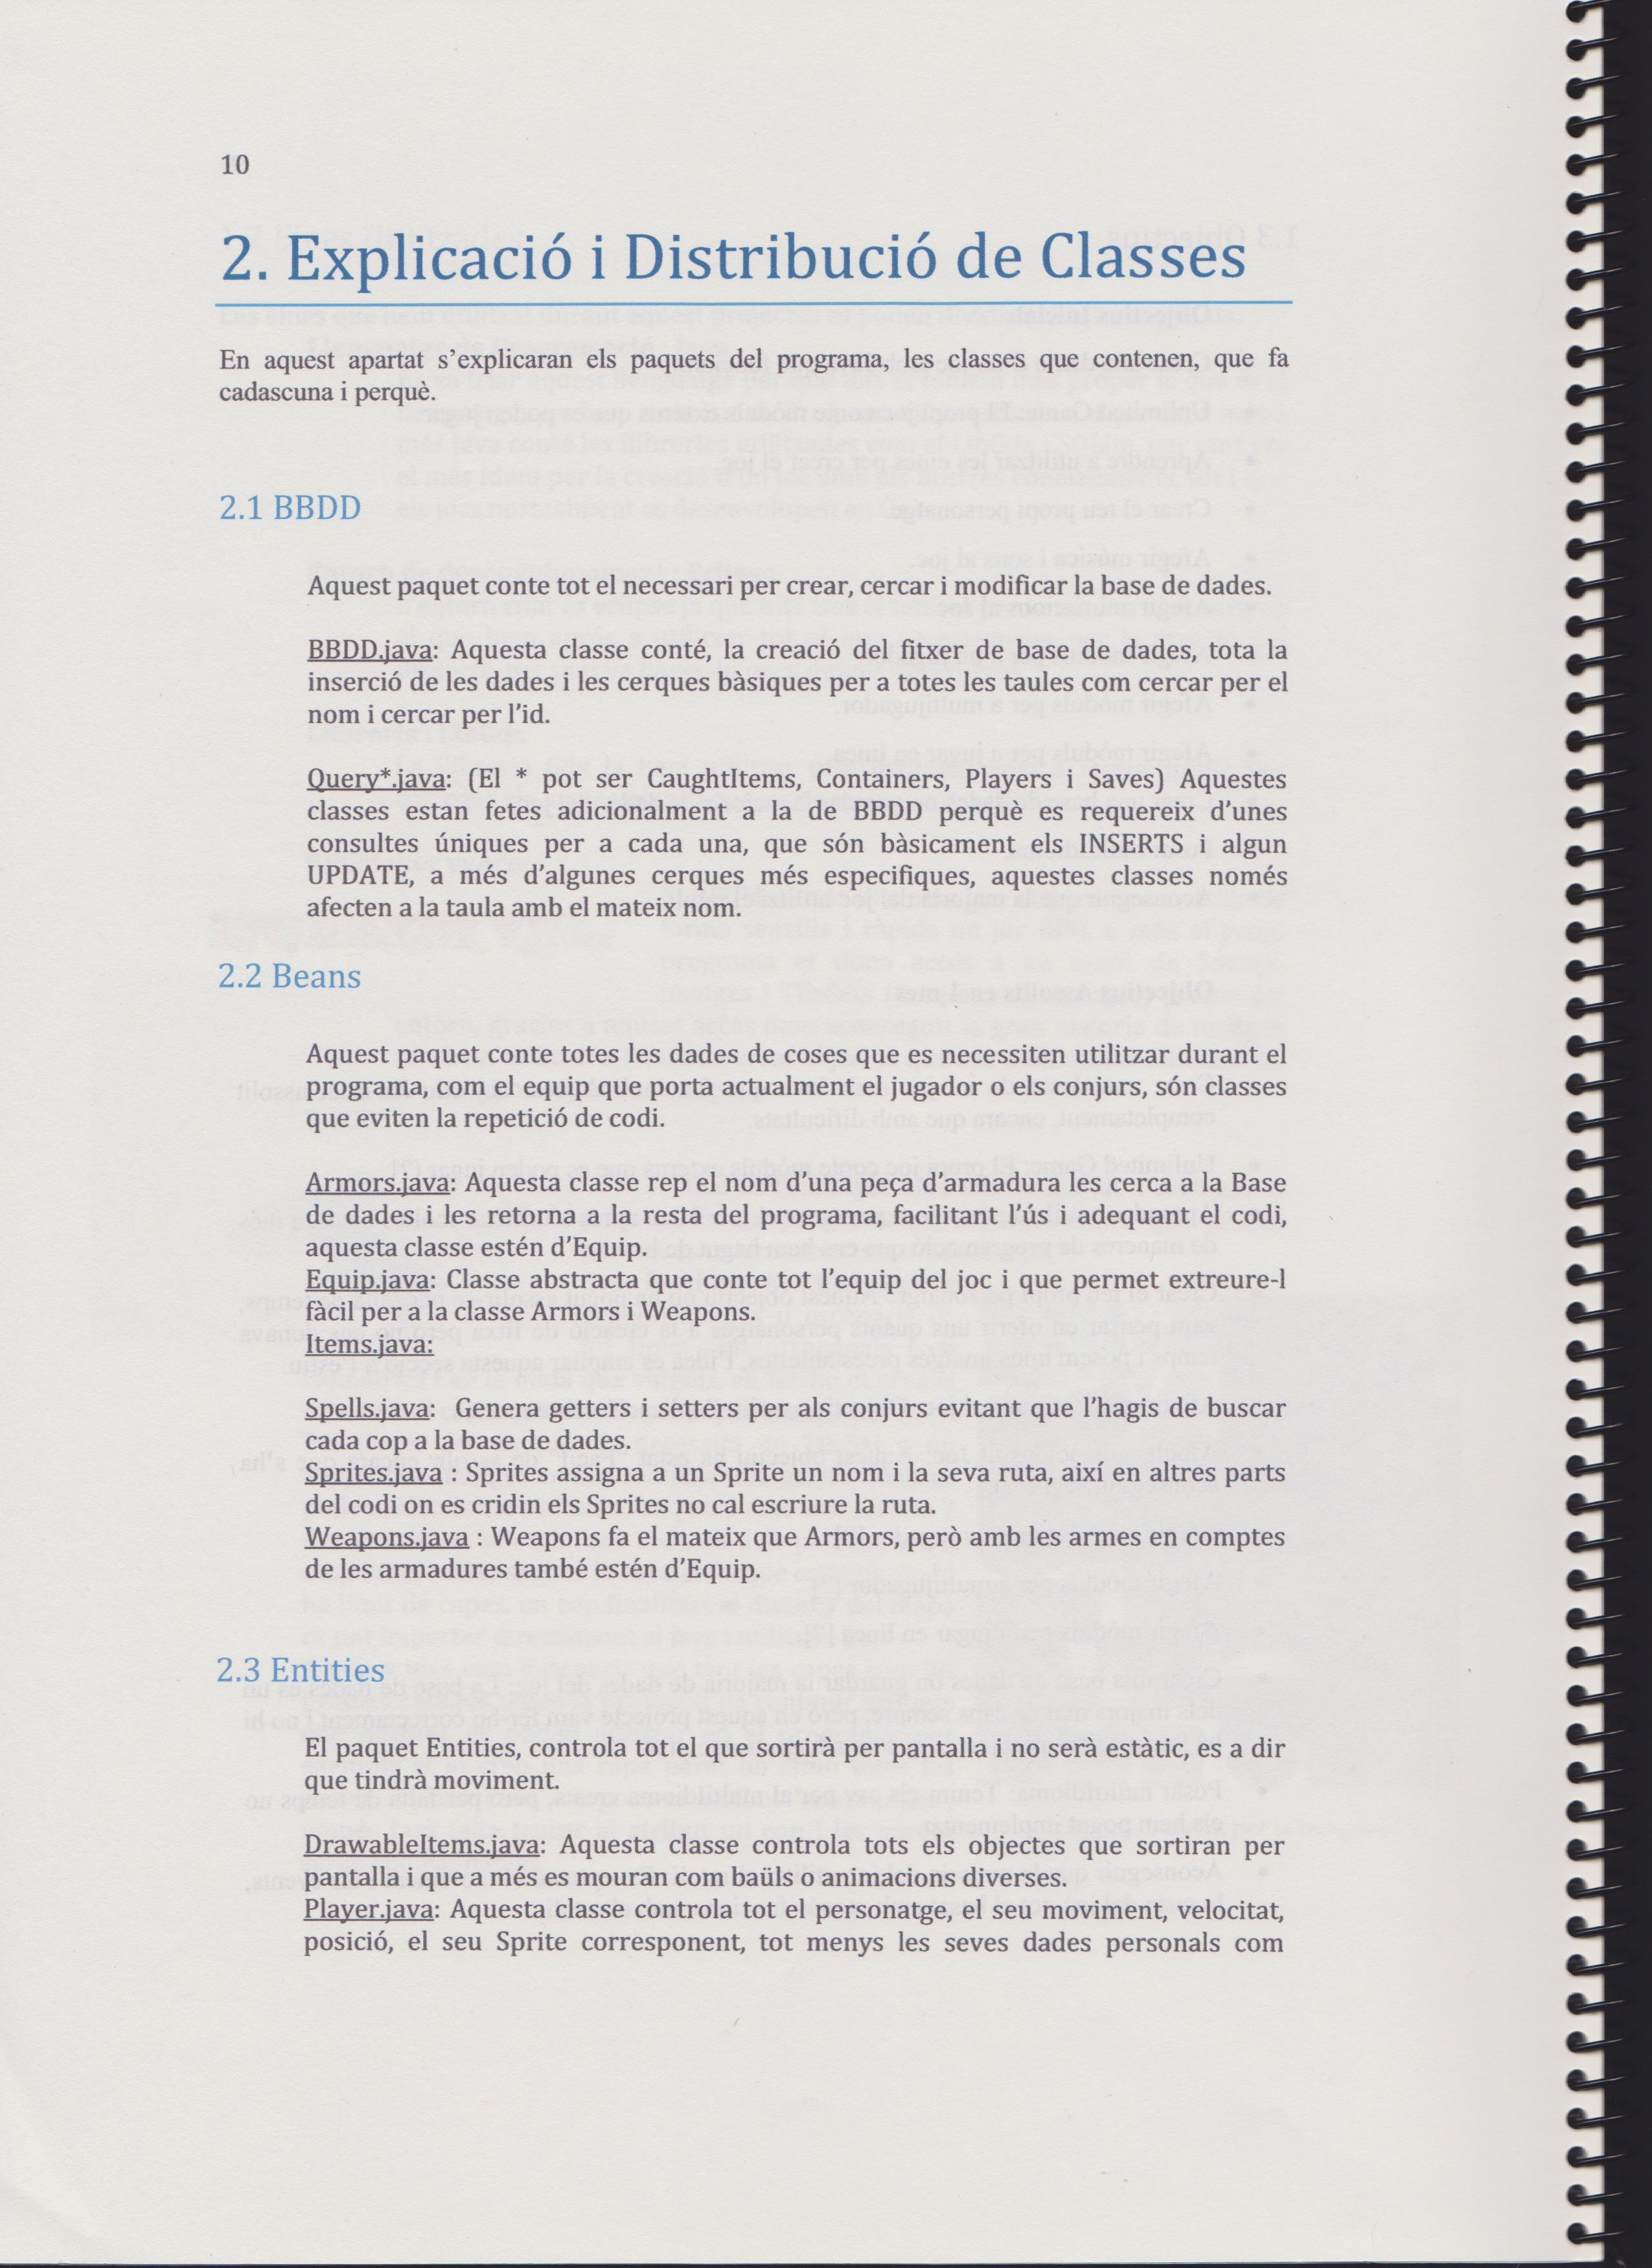 10
2. Explicació i Distribució de Classes
En aquest apartat s'explicaran els paquets del programa, les classes que contenen, que fa
cadascuna i perquè.
2.1 BBDD
Aquest paquet conte tot el necessari per crear, cercar i modificar la base de dades.
BBDD.java: Aquesta classe conté, la creació del fitxer de base de dades, tota la
inserció de les dades i les cerques bàsiques per a totes les taules com cercar per el
nom i cercar per l'id.
Query*.java: (El * pot ser CaughtItems, Containers, Players i Saves) Aquestes
classes estan fetes adicionalment a la de BBDD perquè es requereix d'unes
consultes úniques per a cada una, que són bàsicament els INSERTS i algun
UPDATE, a més d'algunes cerques més especifiques, aquestes classes només
afecten a la taula amb el mateix nom.
2.2 Beans
Aquest paquet conte totes les dades de coses que es necessiten utilitzar durant el
programa, com el equip que porta actualment el jugador o els conjurs, són classes
que eviten la repetició de codi.
Armors.java: Aquesta classe rep el nom d'una peça d'armadura les cerca a la Base
de dades i les retorna a la resta del programa, facilitant l'ús i adequant el codi,
aquesta classe estén d'Equip.
Equip.java: Classe abstracta que conte tot l'equip del joc i que permet extreure-l
fàcil per a la classe Armors i Weapons.
Items.java:
Spells.java: Genera getters i setters per als conjurs evitant que l'hagis de buscar
cada cop a la base de dades.
Sprites.java : Sprites assigna a un Sprite un nom i la seva ruta, així en altres parts
del codi on es cridin els Sprites no cal escriure la ruta.
Weapons.java : Weapons fa el mateix que Armors, però amb les armes en comptes
de les armadures també estén d'Equip.
2.3 Entities
El paquet Entities, controla tot el que sortirà per pantalla i no serà estàtic, es a dir
que tindrà moviment.
DrawableItems.java: Aquesta classe controla tots els objectes que sortiran per
pantalla i que a més es mouran com baüls o animacions diverses.
Player.java: Aquesta classe controla tot el personatge, el seu moviment, velocitat,
posició, el seu Sprite corresponent, tot menys les seves dades personals com